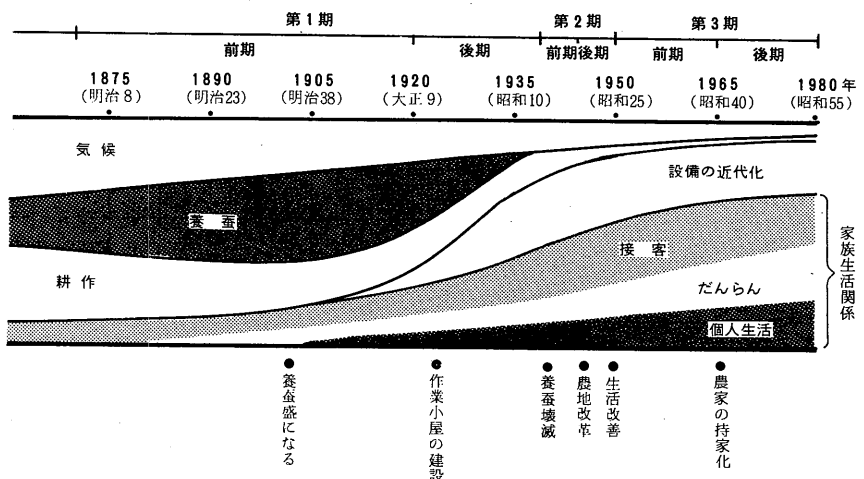 第1期 第2期 第3期
前期 後期 前期 後期 前期 後期
1875 1890 1905 1920 1935 1950 1965 1980年
(明治8) (明治23) (明治38) (大正9) (昭和10) (昭和25) (昭和40) (昭和55)
気候
設備の近代化
養蚕
接客
耕作
だんらん
個人生活
家族生活関係
養蚕盛になる
作業小屋の建設
養蚕壊滅
農地改革
生活改善
農家の持家化